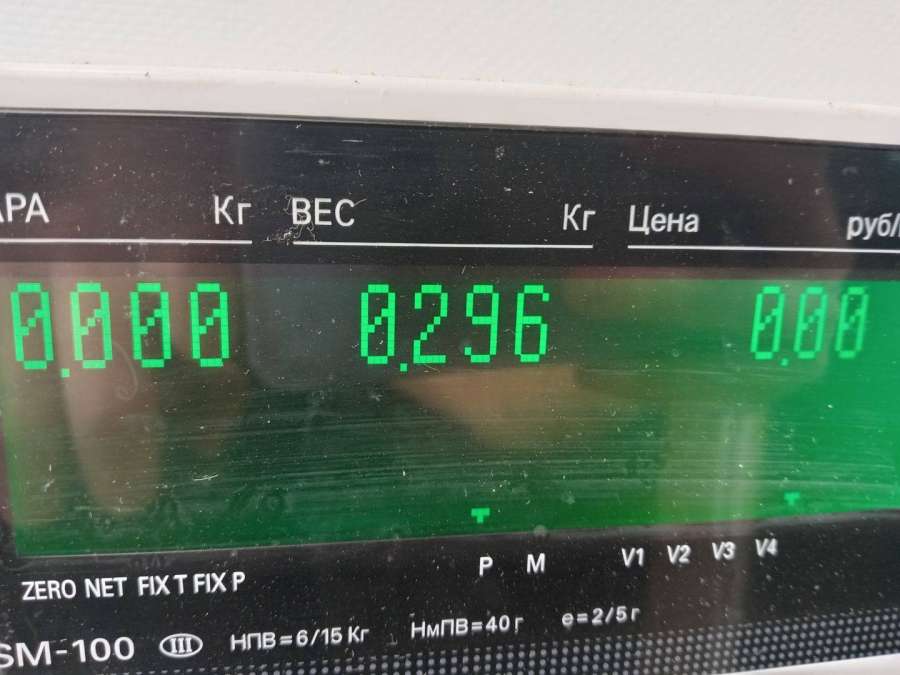 АРА Кг ВЕС Кг Цена руб/
0.000 0.296 0.00
P M V1 V2 V3 V4
ZERO NET FIX T FIX P
SM-100 III НПВ=6/15 Кг НмПВ=40 г e=2/5 г